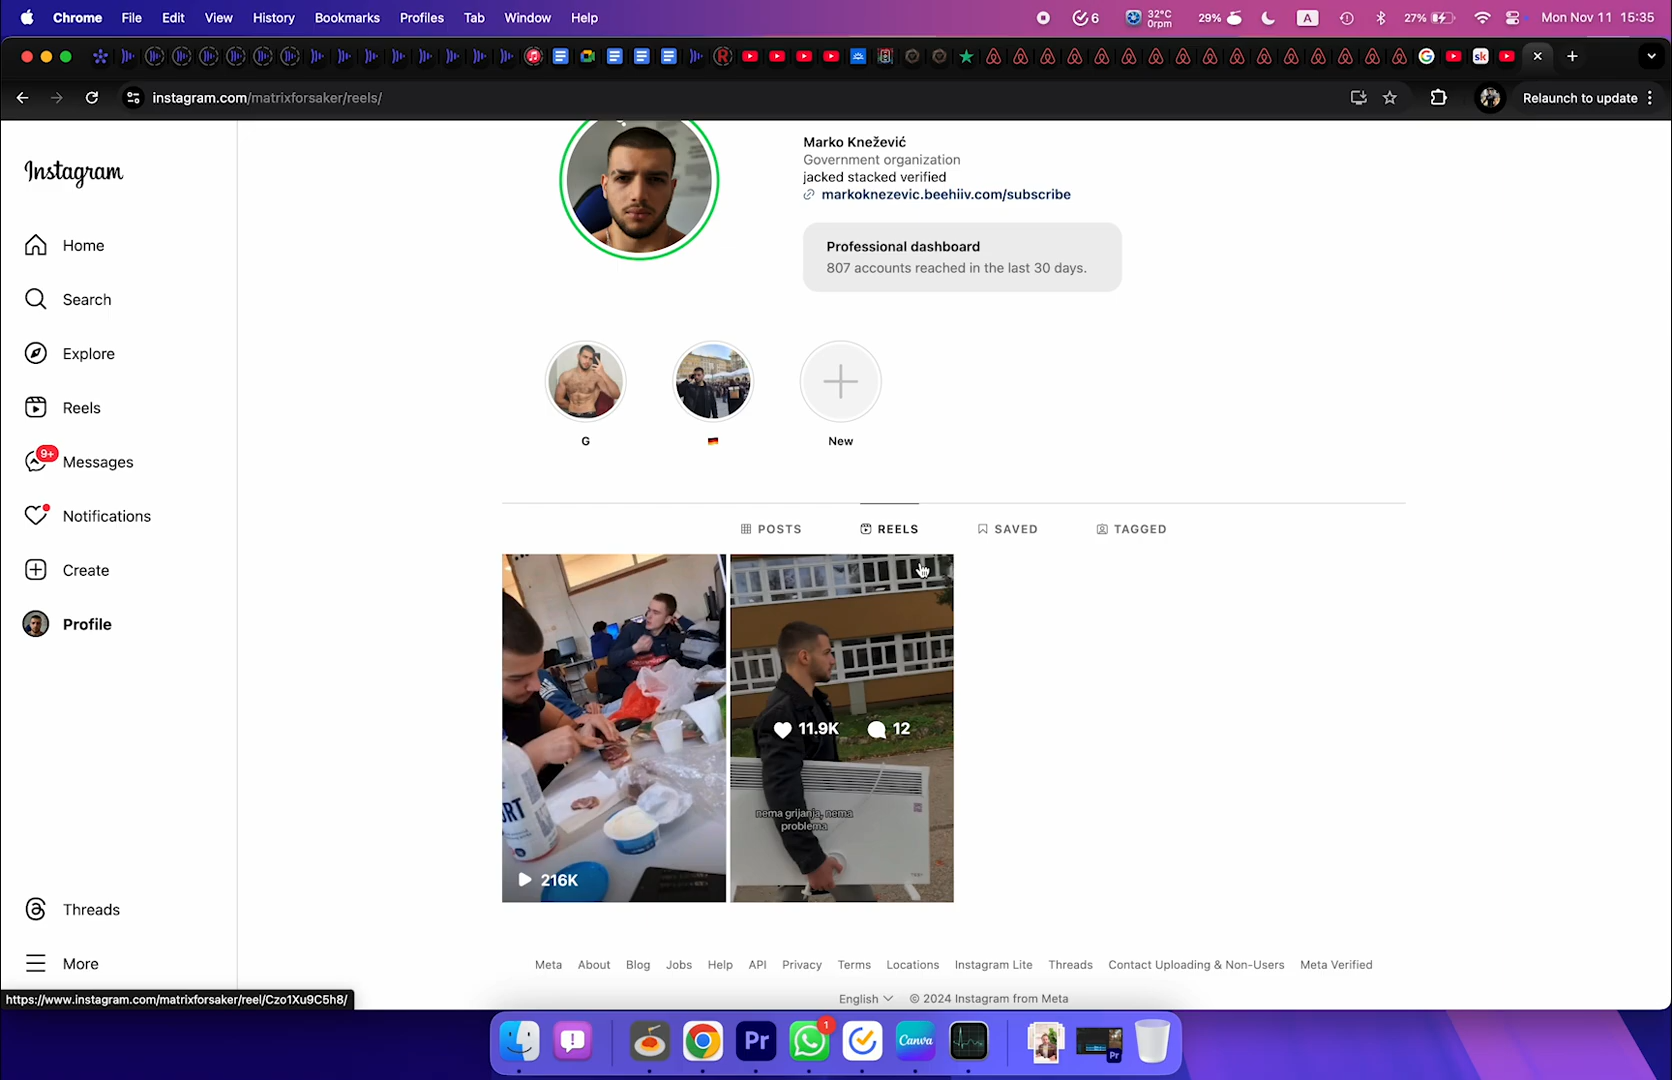 Chrome File Edit View History Bookmarks Profiles Tab Window Help
6 32°C 0rpm 29% A 27% Mon Nov 11 15:35
instagram.com/matrixforsaker/reels/
Relaunch to update
Instagram
Home
Search
Explore
Reels
9+ Messages
Notifications
Create
Profile
Threads
More
Marko Knežević
Government organization
jacked stacked verified
markoknezevic.beehiiv.com/subscribe
Professional dashboard
807 accounts reached in the last 30 days.
G
New
POSTS REELS SAVED TAGGED
11.9K 12
nema grijanja, nema
problema
216K
Meta About Blog Jobs Help API Privacy Terms Locations Instagram Lite Threads Contact Uploading & Non-Users Meta Verified
English © 2024 Instagram from Meta
https://www.instagram.com/matrixforsaker/reel/Czo1Xu9C5h8/
Pr 1 Canva Pr